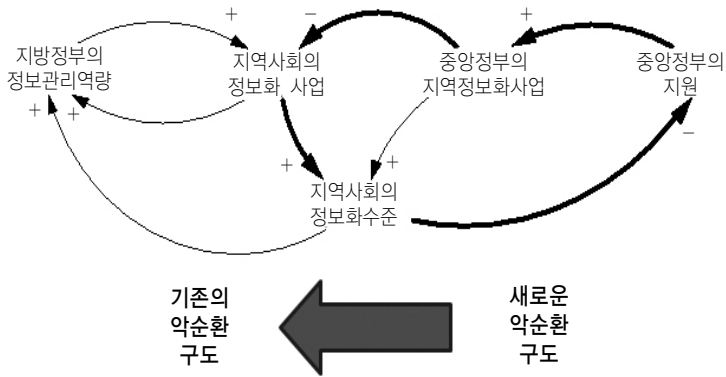 지방정부의
정보관리역량
지역사회의
정보화 사업
중앙정부의
지역정보화사업
중앙정부의
지원
지역사회의
정보화수준
+
−
+
+
+
+
+
−
기존의
악순환
구도
새로운
악순환
구도